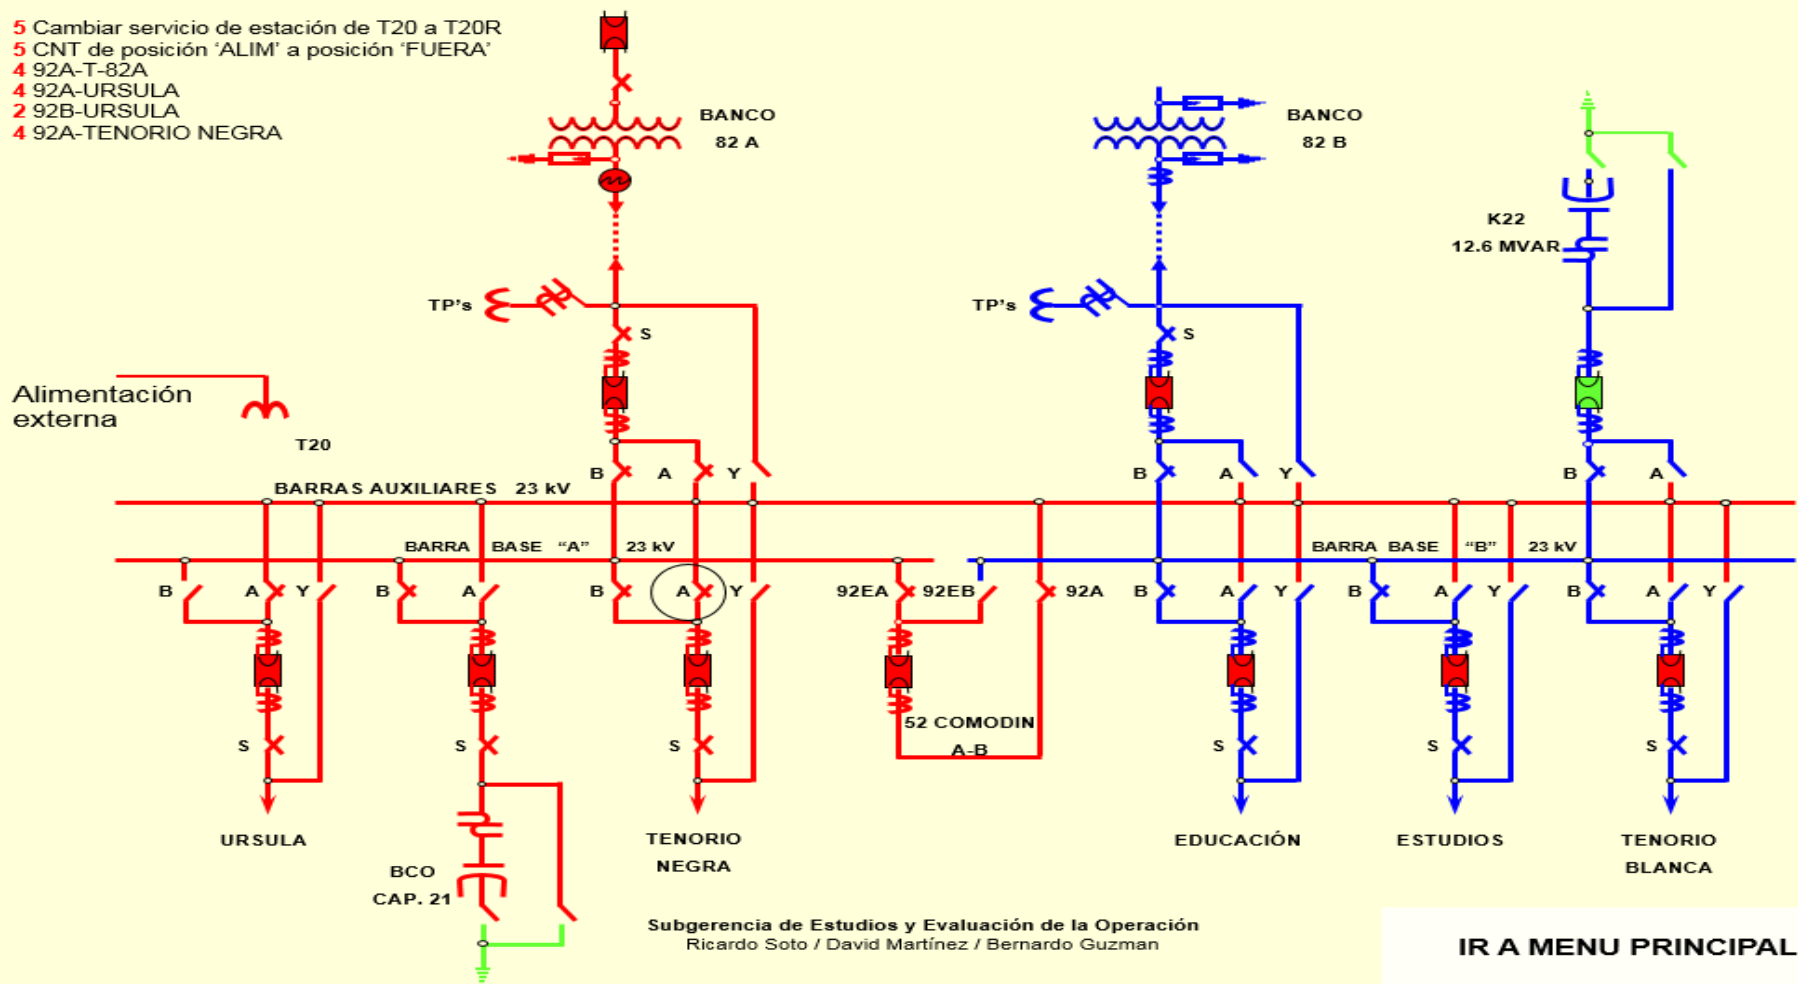 5 Cambiar servicio de estación de T20 a T20R
5 CNT de posición ‘ALIM’ a posición ‘FUERA’
4 92A-T-82A
4 92A-URSULA
2 92B-URSULA
4 92A-TENORIO NEGRA
BANCO
82 A
BANCO
82 B
K22
12.6 MVAR
TP's
S
TP's
S
Alimentación
externa
T20
B A Y
B A Y
B A
BARRAS AUXILIARES 23 kV
BARRA BASE “A” 23 kV
BARRA BASE “B” 23 kV
B A Y
B A
B A Y
92EA 92EB 92A
B A Y
B A Y
B A Y
52 COMODIN
A-B
S
S
S
S
S
S
URSULA
BCO
CAP. 21
TENORIO
NEGRA
EDUCACIÓN
ESTUDIOS
TENORIO
BLANCA
Subgerencia de Estudios y Evaluación de la Operación
Ricardo Soto / David Martínez / Bernardo Guzman
IR A MENU PRINCIPAL